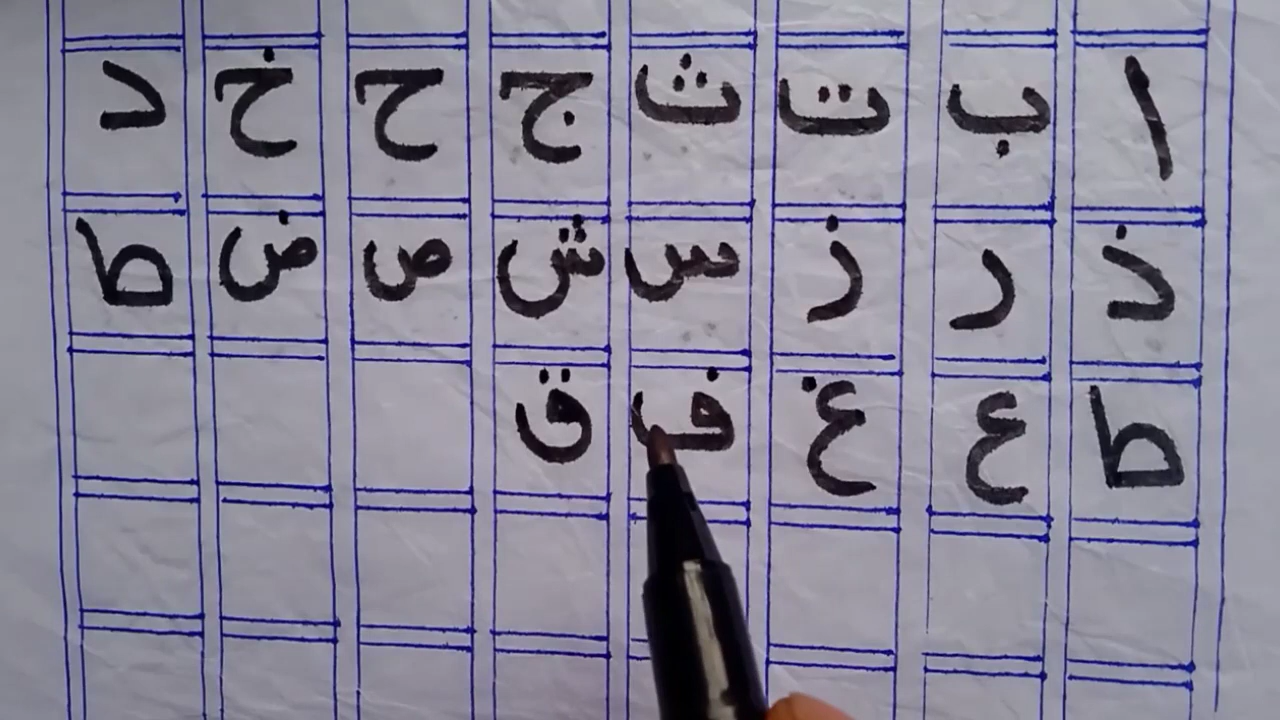 ا ب ت ث ج ح خ د
ذ ر ز س ش ص ض ط
ط ع غ ف ق